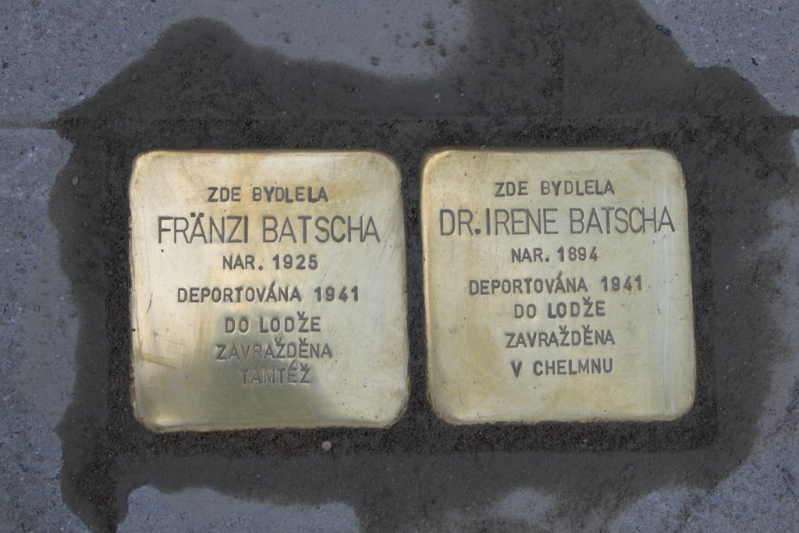 ZDE BYDLELA
FRÄNZI BATSCHA
NAR. 1925
DEPORTOVÁNA 1941
DO LODŽE
ZAVRAŽDĚNA
TAMTÉŽ
ZDE BYDLELA
DR. IRENE BATSCHA
NAR. 1894
DEPORTOVÁNA 1941
DO LODŽE
ZAVRAŽDĚNA
V CHELMNU